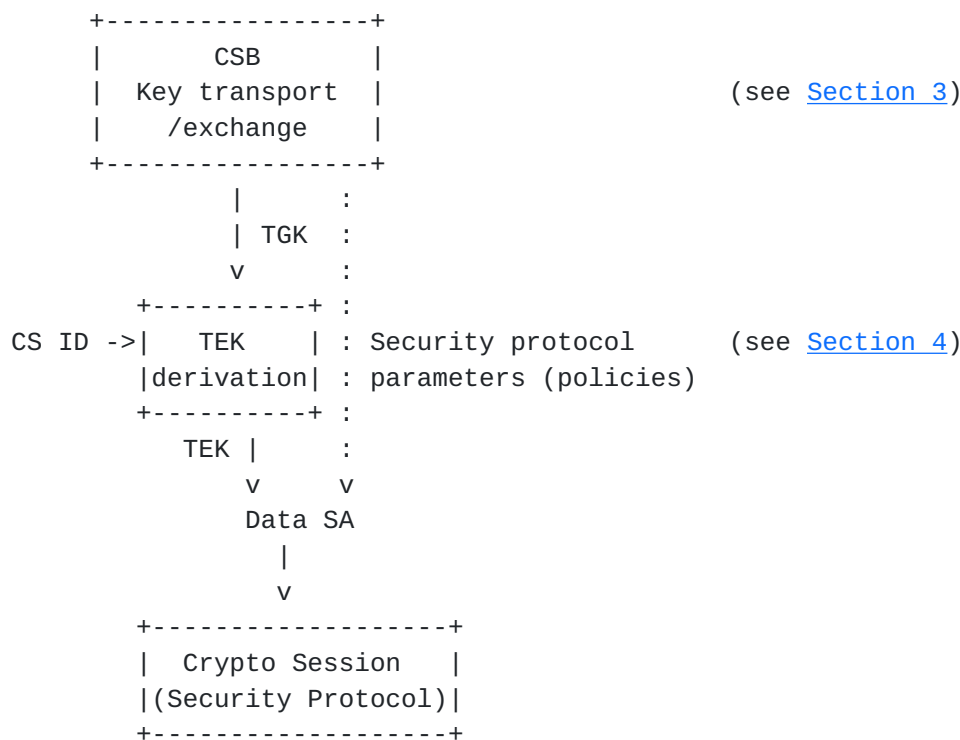 +-----------------+
|       CSB       |
|  Key transport  |                      (see Section 3)
|    /exchange    |
+-----------------+
         |      :
         | TGK  :
         v      :
   +----------+ :
CS ID ->|   TEK    | : Security protocol      (see Section 4)
   |derivation| : parameters (policies)
   +----------+ :
      TEK |     :
          v     v
          Data SA
            |
            v
   +-------------------+
   |  Crypto Session   |
   |(Security Protocol)|
   +-------------------+